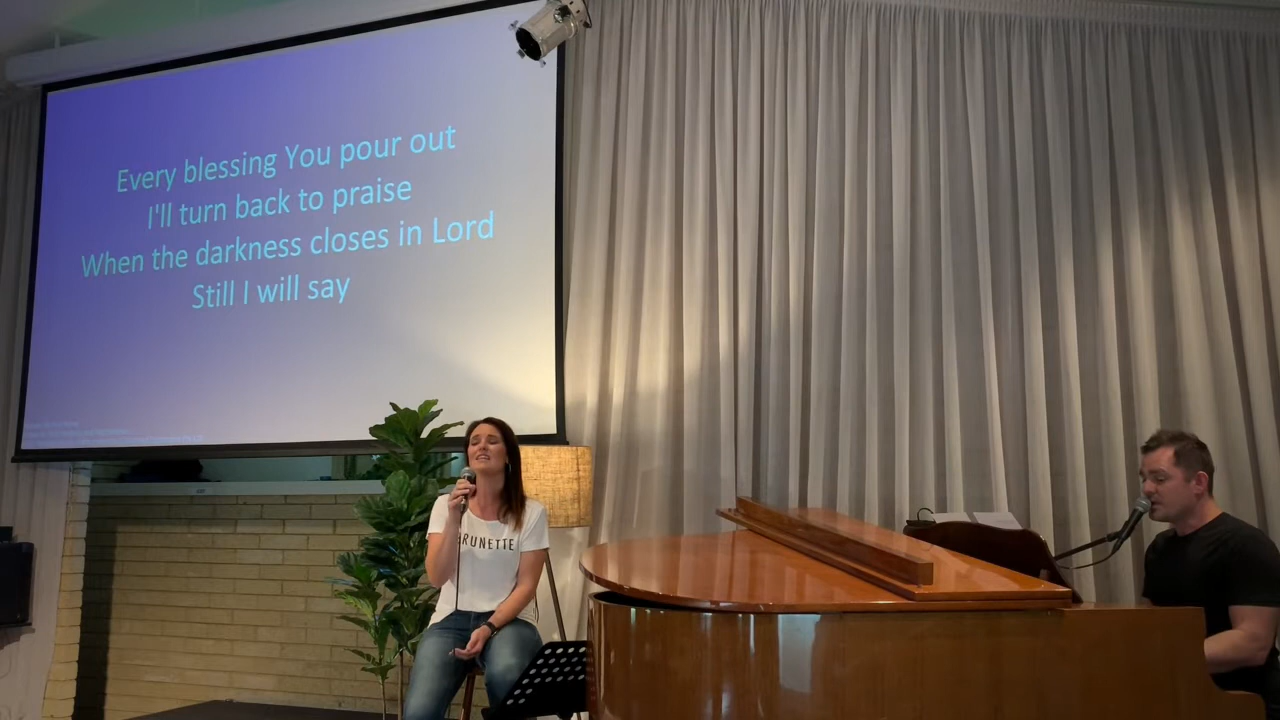 Every blessing You pour out
I'll turn back to praise
When the darkness closes in Lord
Still I will say
RUNETTE